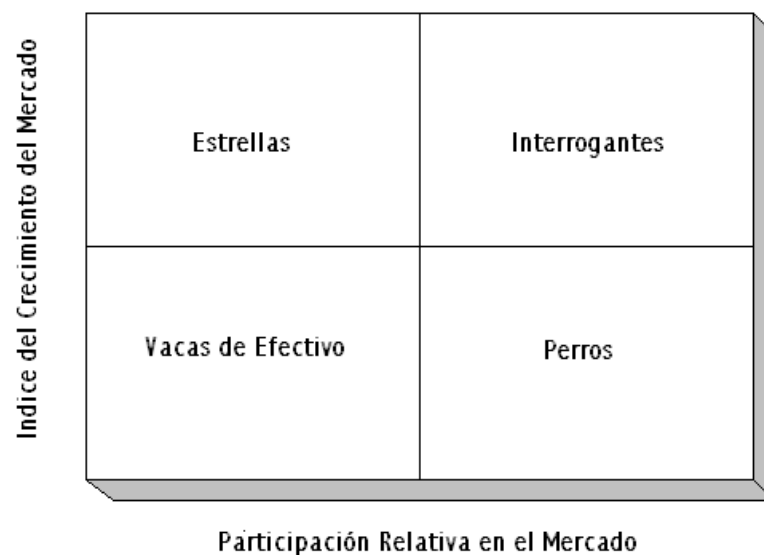 Indice del Crecimiento del Mercado
Estrellas
Interrogantes
Vacas de Efectivo
Perros
Participación Relativa en el Mercado